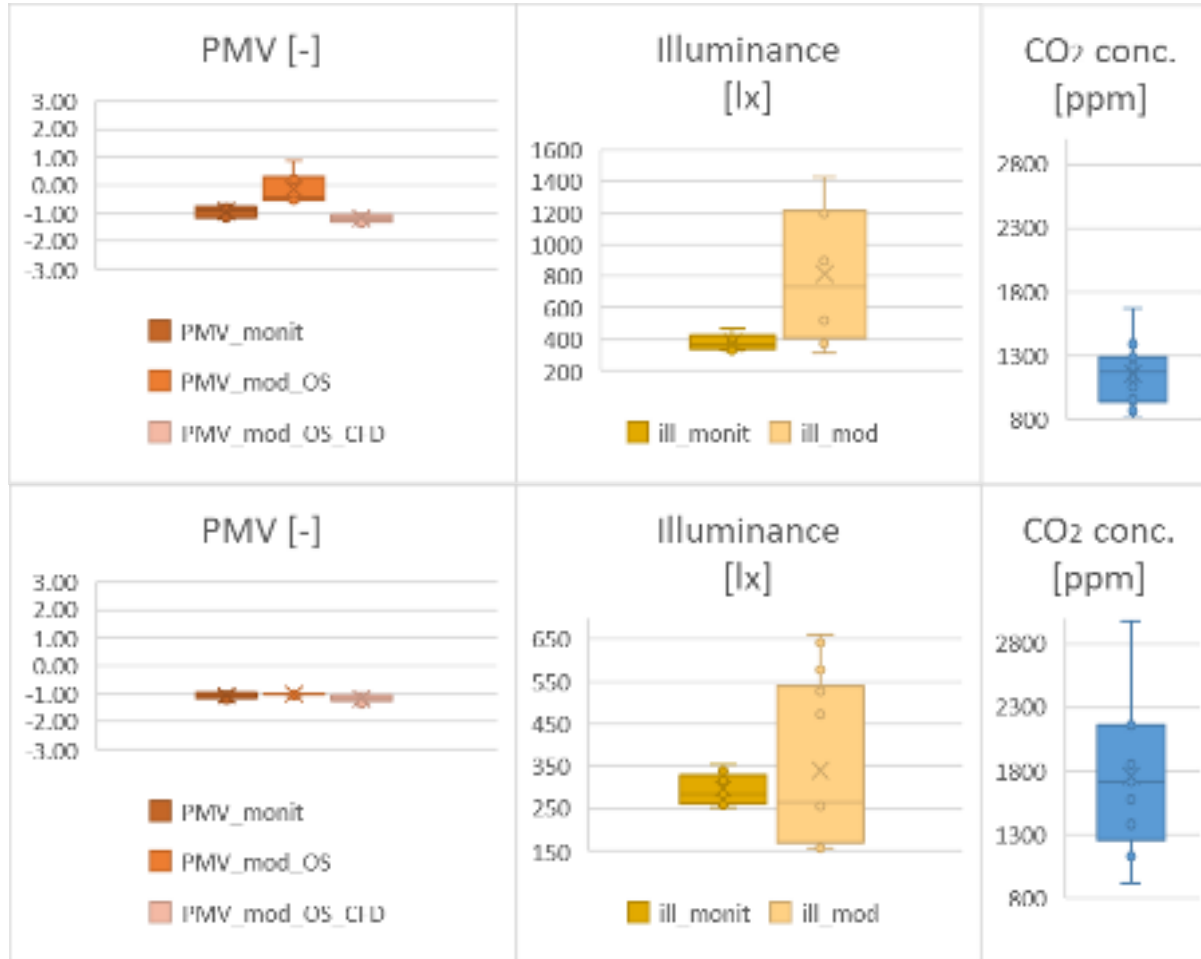 PMV [-]
3.00
2.00
1.00
0.00
-1.00
-2.00
-3.00
PMV_monit
PMV_mod_OS
PMV_mod_OS_CFD
Illuminance
[lx]
1600
1400
1200
1000
800
600
400
200
ill_monit ill_mod
CO₂ conc.
[ppm]
2800
2300
1800
1300
800
PMV [-]
3.00
2.00
1.00
0.00
-1.00
-2.00
-3.00
PMV_monit
PMV_mod_OS
PMV_mod_OS_CFD
Illuminance
[lx]
650
550
450
350
250
150
ill_monit ill_mod
CO₂ conc.
[ppm]
2800
2300
1800
1300
800